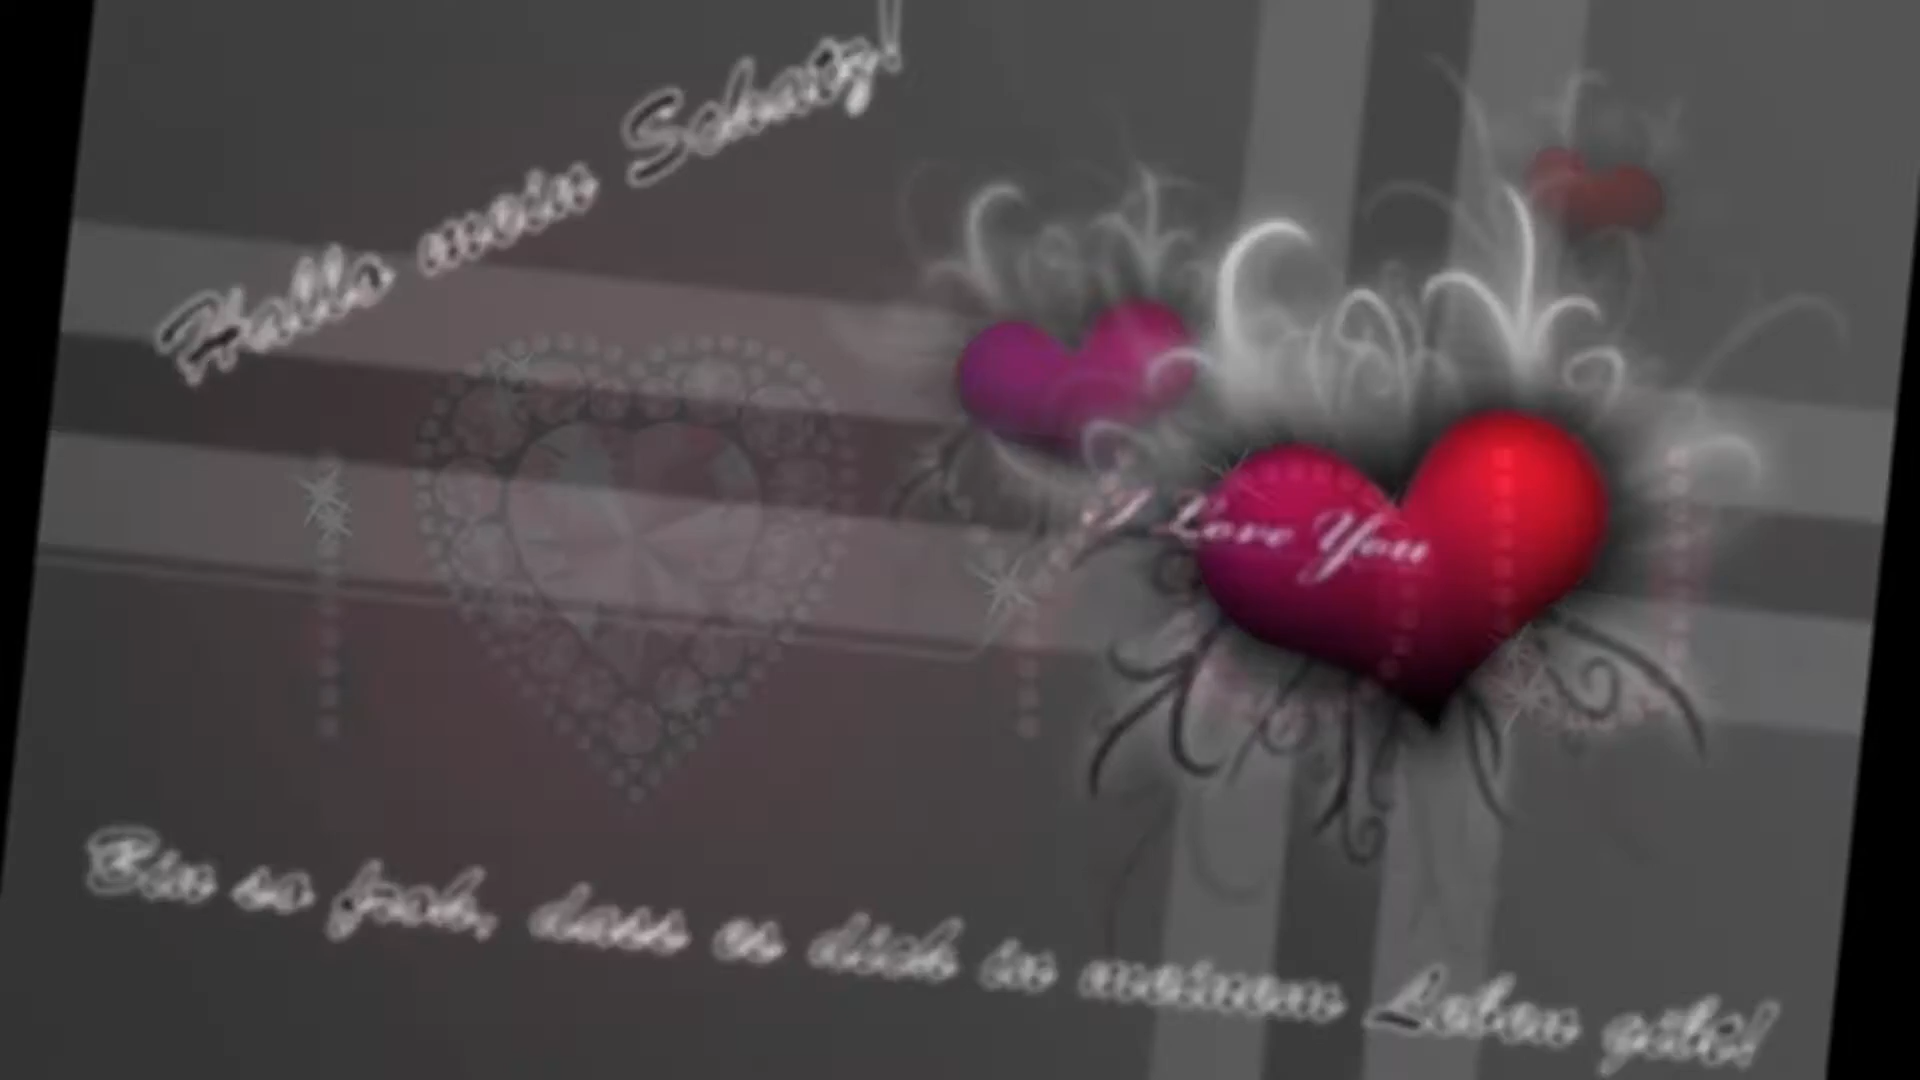 Hallo mein Schatz!
I Love You
Bin so froh, dass es dich in meinem Leben gibt!